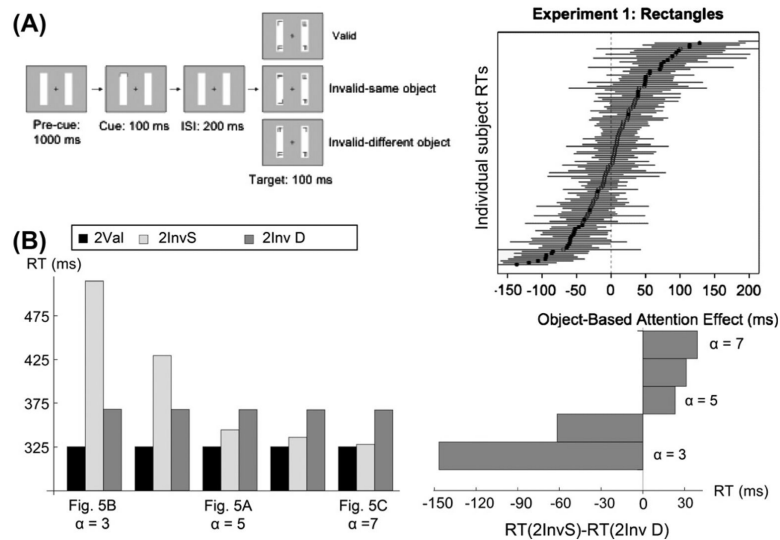 (A)
Pre-cue:
1000 ms
Cue: 100 ms
ISI: 200 ms
Valid
Invalid-same object
Invalid-different object
Target: 100 ms
Experiment 1: Rectangles
Individual subject RTs
-150 -100 -50 0 50 100 150 200
Object-Based Attention Effect (ms)
(B)
2Val 2InvS 2Inv D
RT (ms)
475
425
375
325
Fig. 5B
α = 3
Fig. 5A
α = 5
Fig. 5C
α =7
α = 7
α = 5
α = 3
-150 -120 -90 -60 -30 0 30
RT (ms)
RT(2InvS)-RT(2Inv D)